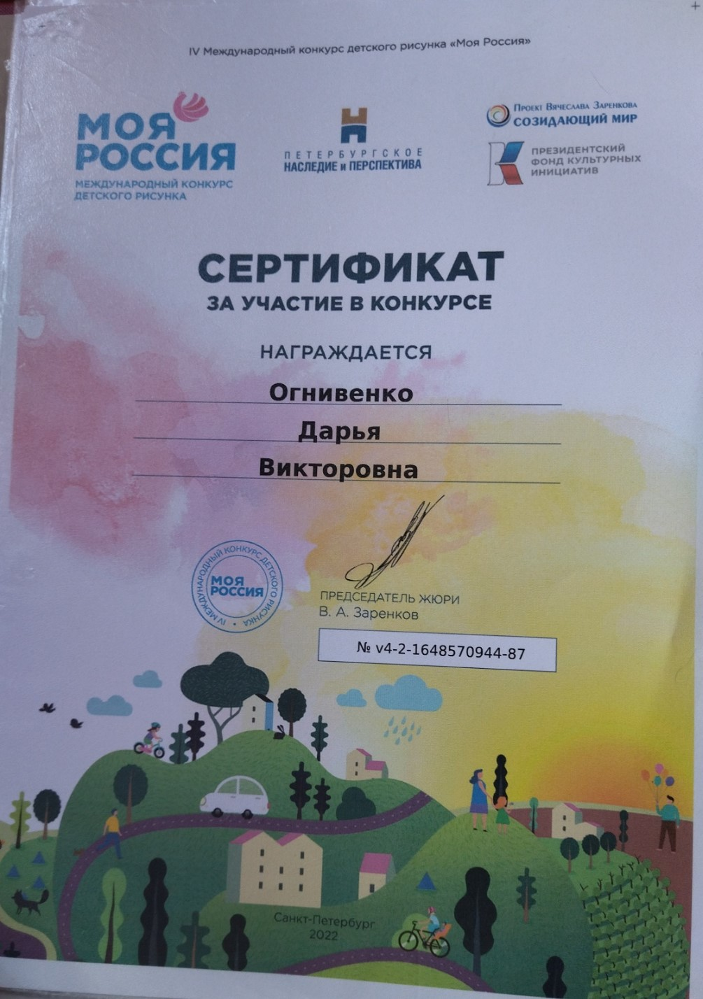 IV Международный конкурс детского рисунка «Моя Россия»
МОЯ
РОССИЯ
МЕЖДУНАРОДНЫЙ КОНКУРС
ДЕТСКОГО РИСУНКА
ПЕТЕРБУРГСКОЕ
НАСЛЕДИЕ и ПЕРСПЕКТИВА
ПРОЕКТ ВЯЧЕСЛАВА ЗАРЕНКОВА
СОЗИДАЮЩИЙ МИР
ПРЕЗИДЕНТСКИЙ
ФОНД КУЛЬТУРНЫХ
ИНИЦИАТИВ
СЕРТИФИКАТ
ЗА УЧАСТИЕ В КОНКУРСЕ
НАГРАЖДАЕТСЯ
Огнивенко
Дарья
Викторовна
IV МЕЖДУНАРОДНЫЙ КОНКУРС ДЕТСКОГО РИСУНКА
МОЯ
РОССИЯ
ПРЕДСЕДАТЕЛЬ ЖЮРИ
В. А. Заренков
№ v4-2-1648570944-87
Санкт-Петербург
2022